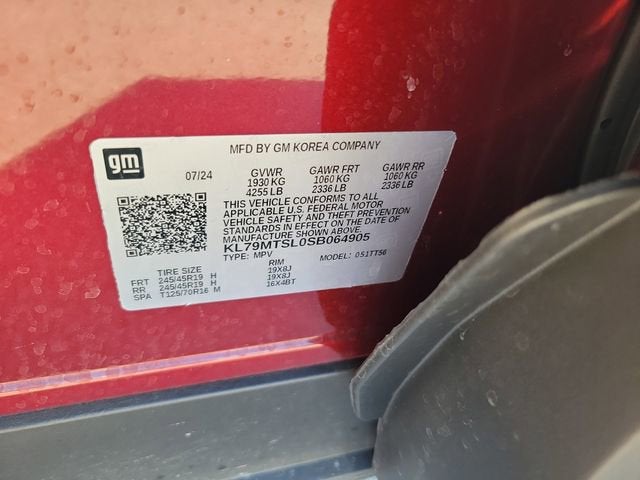 gm
MFD BY GM KOREA COMPANY
07/24 GVWR GAWR FRT GAWR RR
1930 KG 1060 KG 1060 KG
4255 LB 2336 LB 2336 LB
THIS VEHICLE CONFORMS TO ALL
APPLICABLE U.S. FEDERAL MOTOR
VEHICLE SAFETY AND THEFT PREVENTION
STANDARDS IN EFFECT ON THE DATE OF
MANUFACTURE SHOWN ABOVE.
KL79MTSL0SB064905
TYPE: MPV MODEL: 051TT56
TIRE SIZE RIM
FRT 245/45R19 H 19X8J
RR 245/45R19 H 19X8J
SPA T125/70R16 M 16X4BT